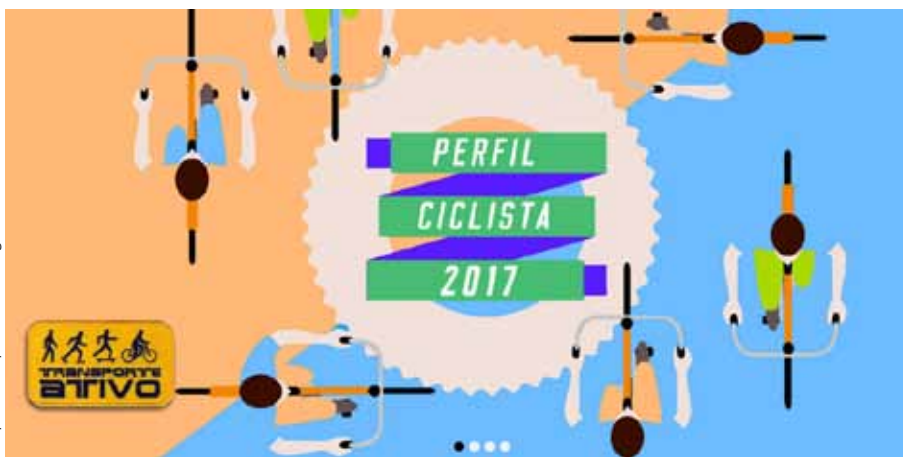 PERFIL
CICLISTA
2017
TRANSPORTE
ATIVO